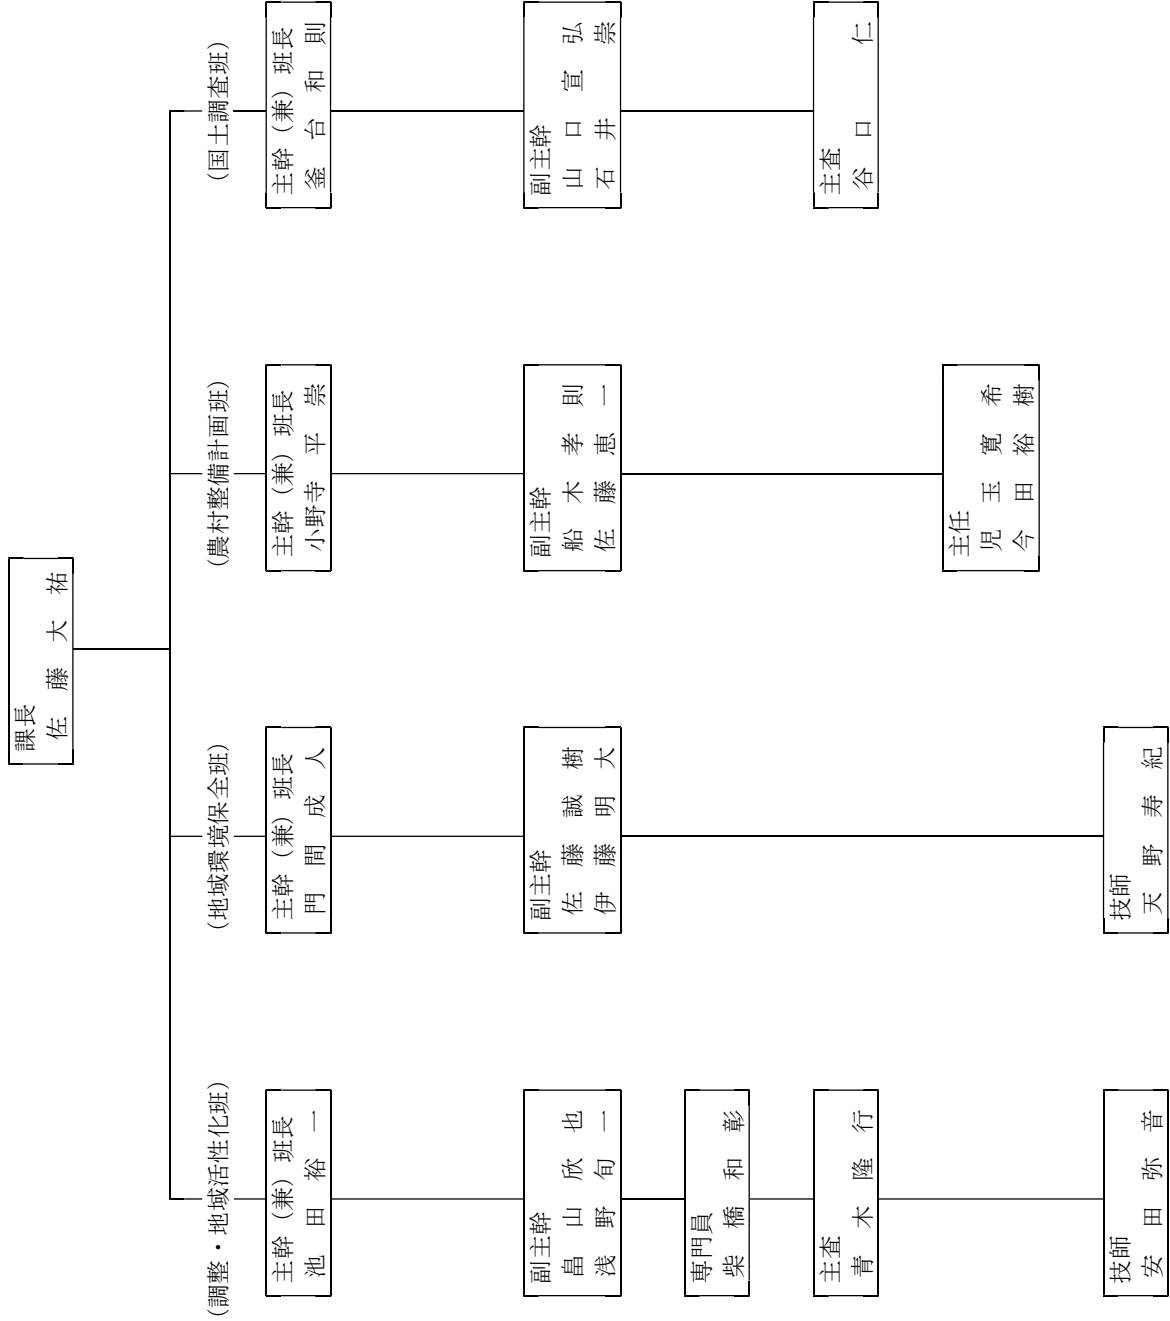 課長
佐藤大祐
(調整・地域活性化班)
主幹(兼)班長
池田裕一
副主幹
畠山欣也
浅野旬一
専門員
柴橋和彰
主査
青木隆行
技師
安田弥音
(地域環境保全班)
主幹(兼)班長
門間成人
副主幹
佐藤誠樹
伊藤明大
技師
天野寿紀
(農村整備計画班)
主幹(兼)班長
小野寺平崇
副主幹
船木孝則
佐藤恵一
主任
児玉寛希
今田裕樹
(国土調査班)
主幹(兼)班長
釜台和則
副主幹
山口宣弘
石井崇
主査
谷口仁